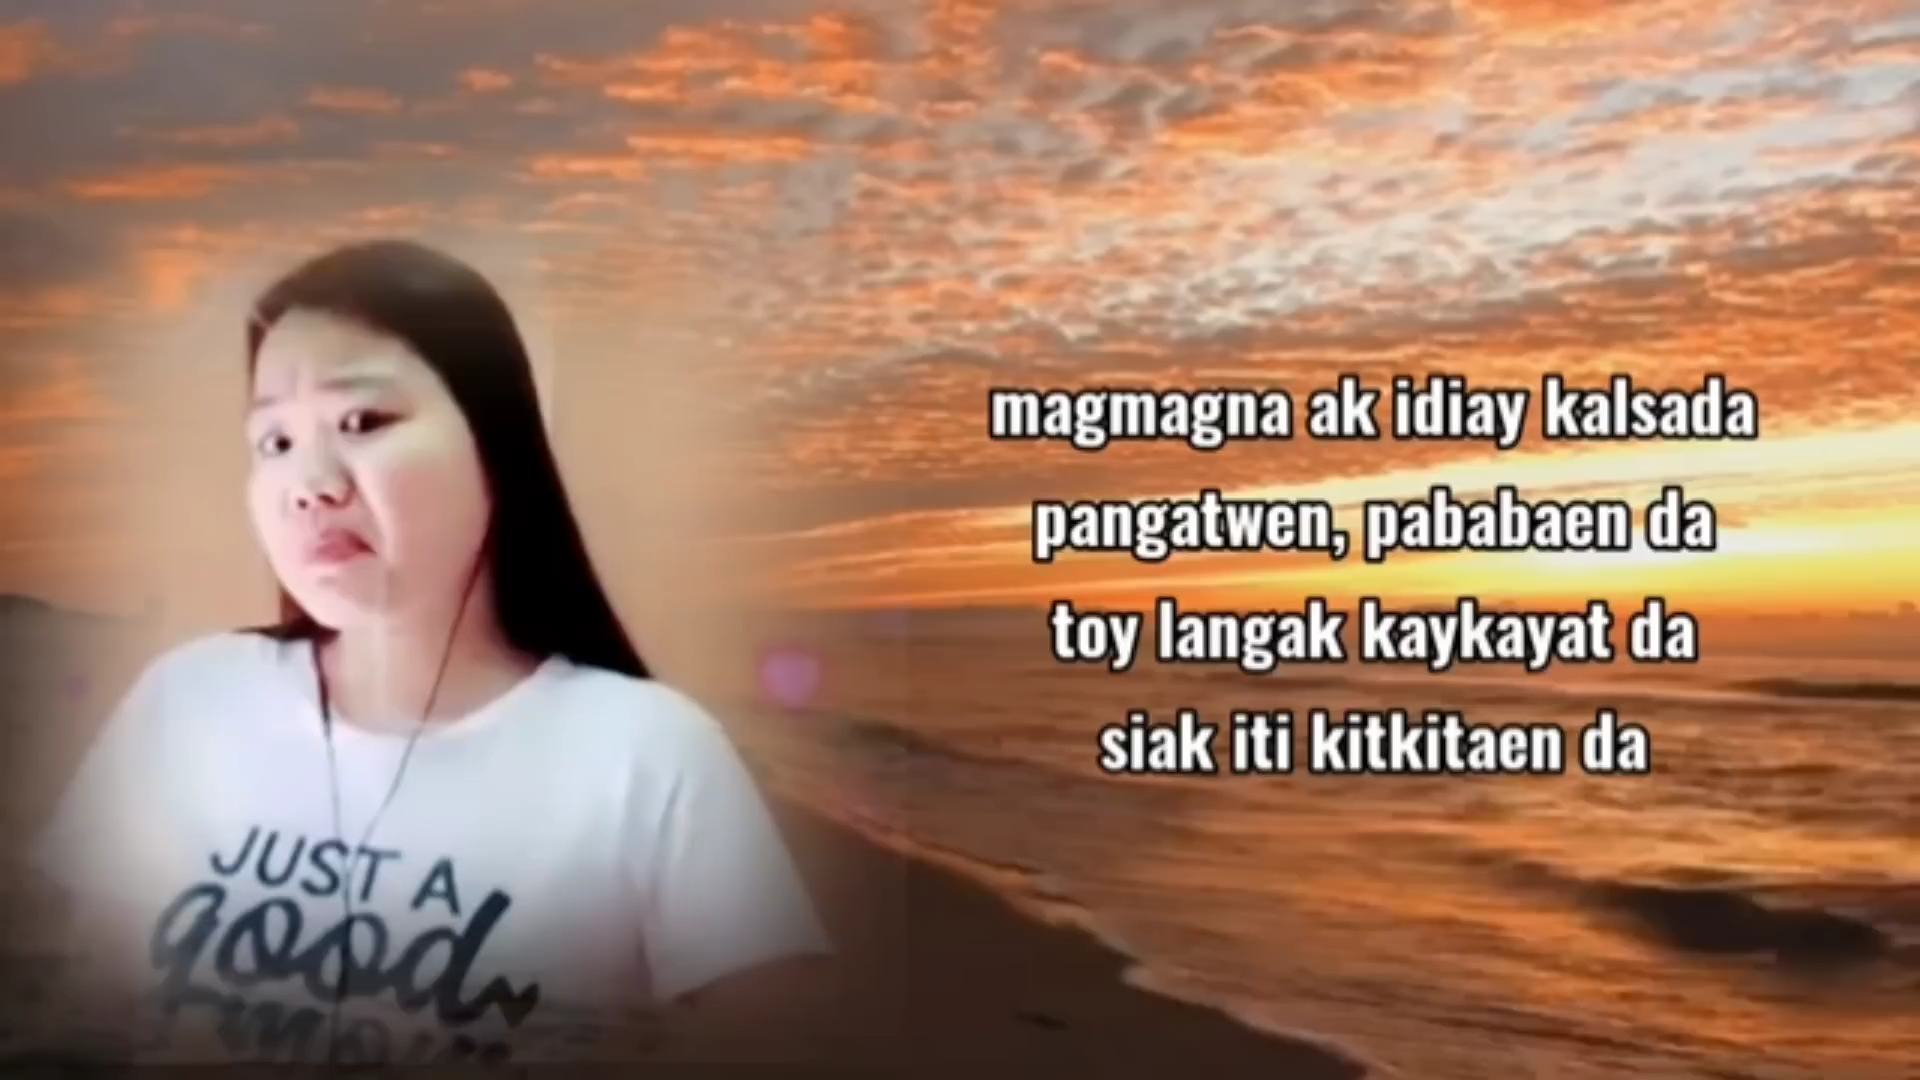 magmagna ak idiay kalsada
pangatwen, pababaen da
toy langak kaykayat da
siak iti kitkitaen da
JUST A
good